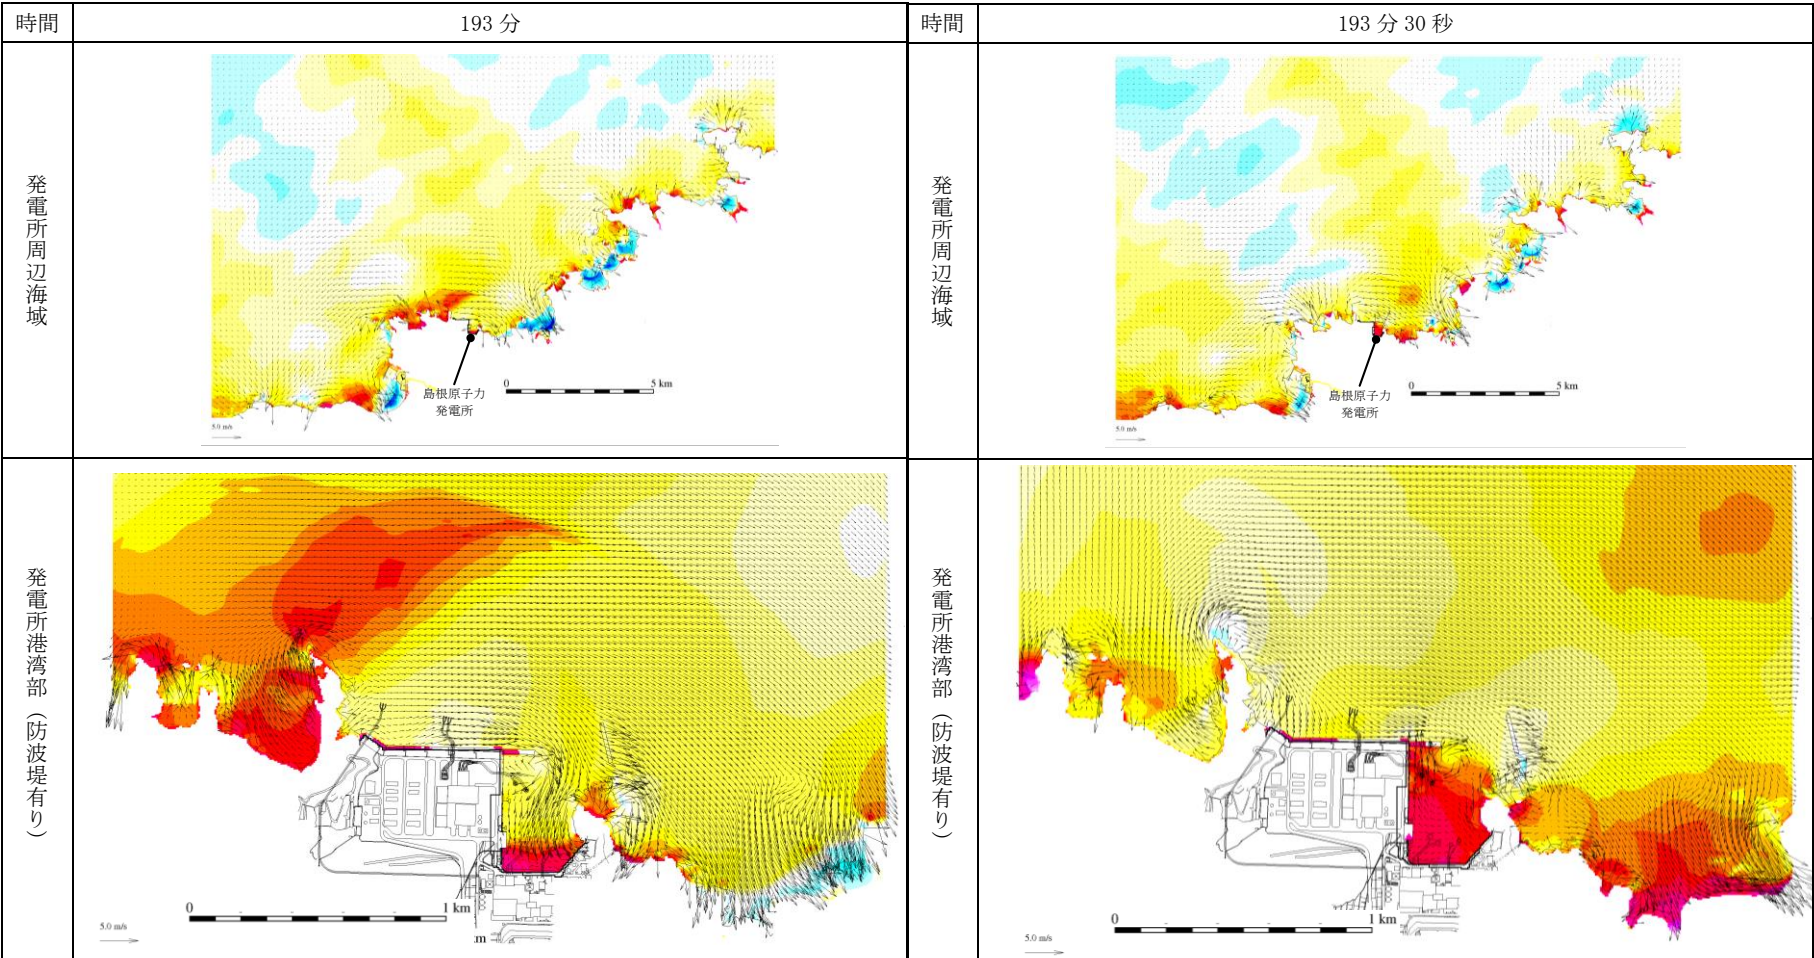 時間
193 分
時間
193 分 30 秒
発電所周辺海域
島根原子力
発電所
0
5 km
5.0 m/s
発電所周辺海域
島根原子力
発電所
0
5 km
5.0 m/s
発電所港湾部（防波堤有り）
0
1 km
5.0 m/s
.m
発電所港湾部（防波堤有り）
0
1 km
5.0 m/s